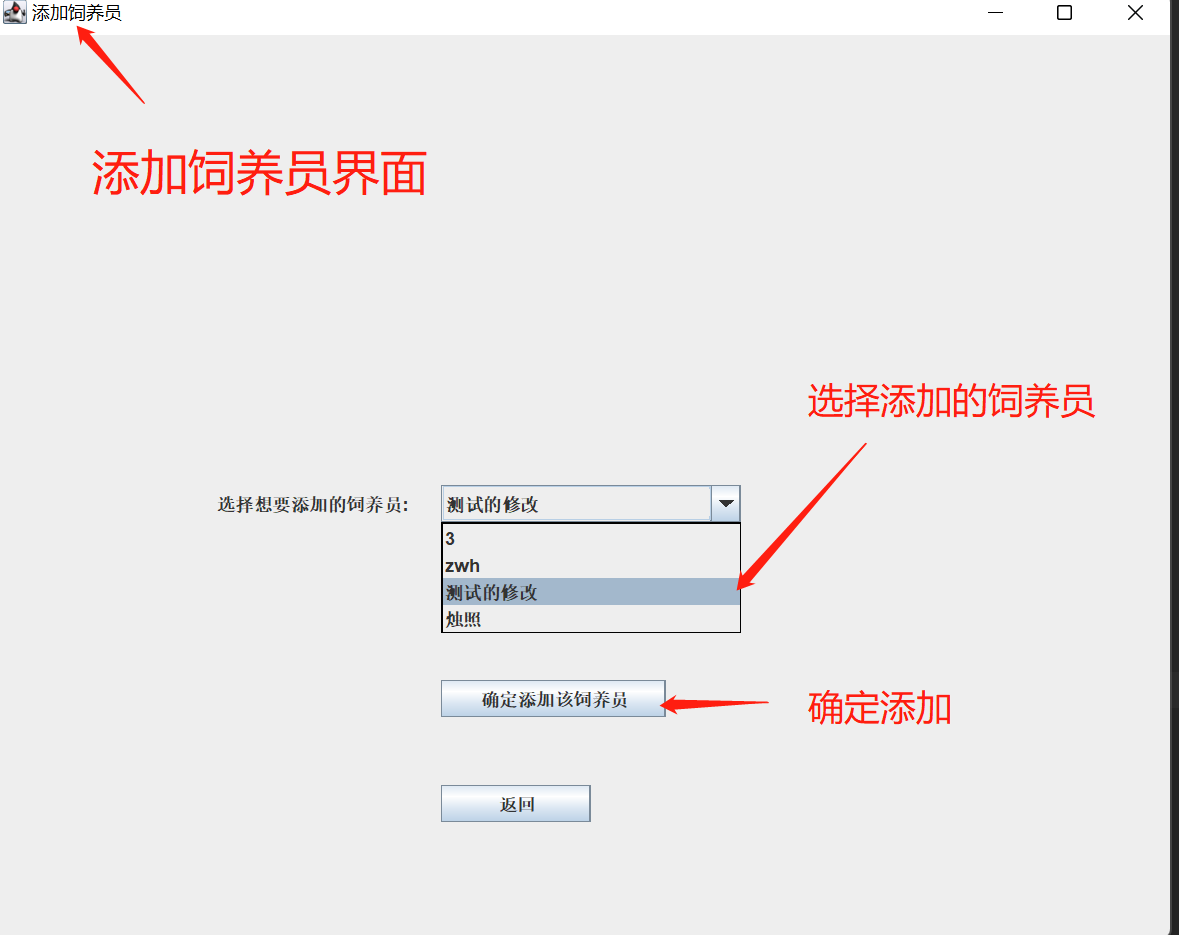 添加饲养员
添加饲养员界面
选择添加的饲养员
选择想要添加的饲养员:
测试的修改
3
zwh
测试的修改
烛照
确定添加该饲养员
确定添加
返回